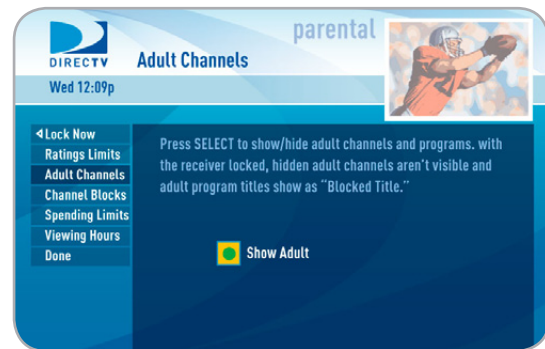 parental
DIRECTV
Adult Channels
Wed 12:09p
Lock Now
Ratings Limits
Adult Channels
Channel Blocks
Spending Limits
Viewing Hours
Done
Press SELECT to show/hide adult channels and programs. with
the receiver locked, hidden adult channels aren't visible and
adult program titles show as "Blocked Title."
Show Adult